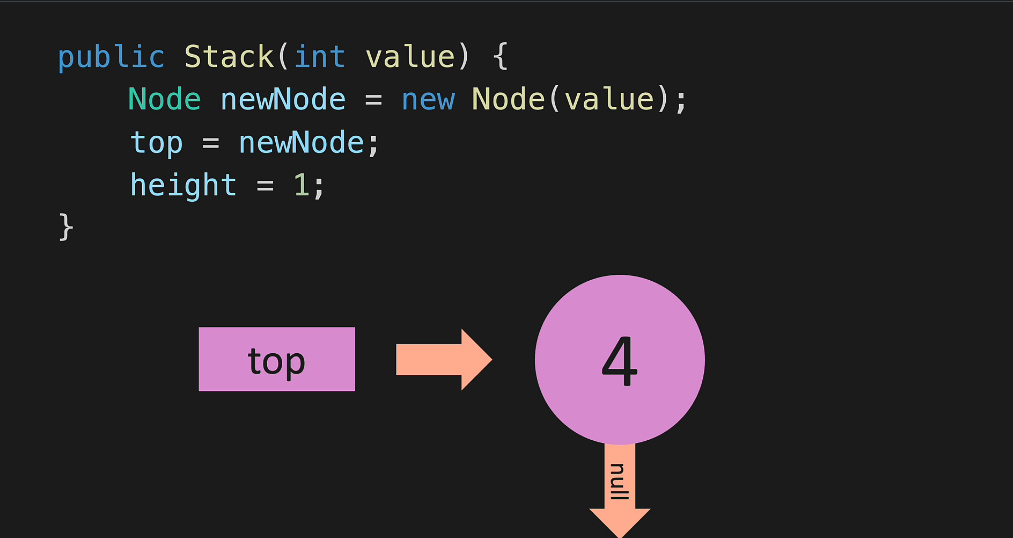 public Stack(int value) {
    Node newNode = new Node(value);
    top = newNode;
    height = 1;
}
top
4
null